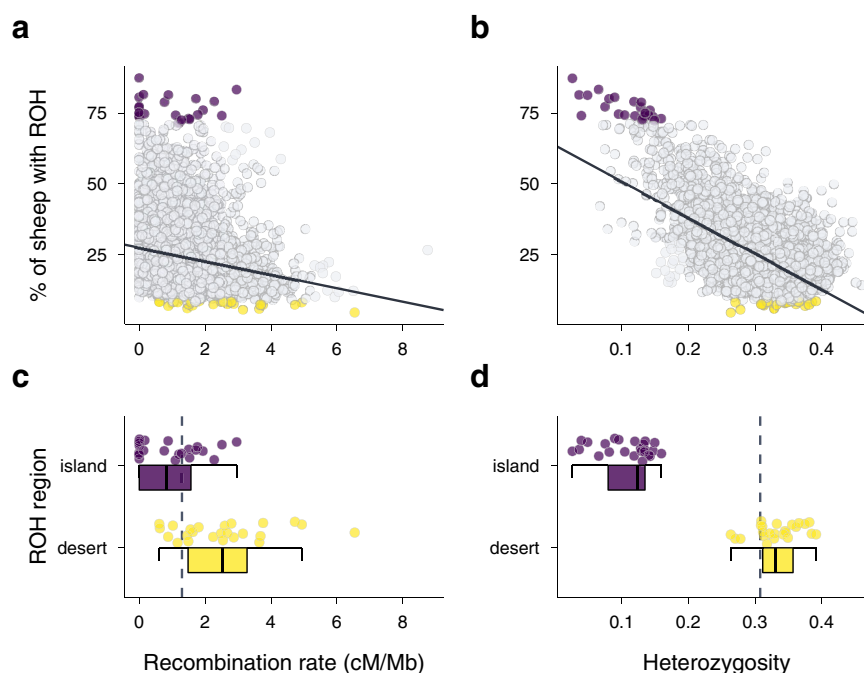 a
b
% of sheep with ROH
75
50
25
0 2 4 6 8
75
50
25
0.1 0.2 0.3 0.4
c
d
ROH region
island
desert
0 2 4 6 8
Recombination rate (cM/Mb)
island
desert
0.1 0.2 0.3 0.4
Heterozygosity